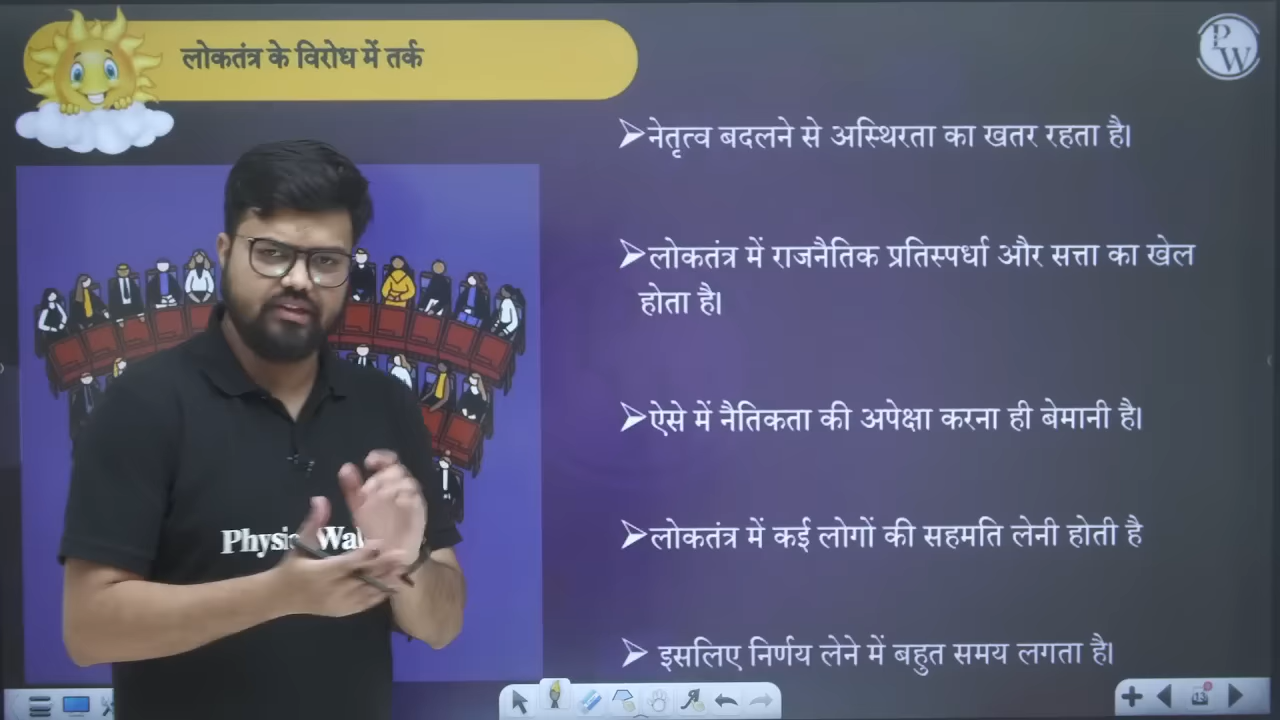 लोकतंत्र के विरोध में तर्क
PW
➢नेतृत्व बदलने से अस्थिरता का खतर रहता है।
➢लोकतंत्र में राजनैतिक प्रतिस्पर्धा और सत्ता का खेल
होता है।
➢ऐसे में नैतिकता की अपेक्षा करना ही बेमानी है।
➢लोकतंत्र में कई लोगों की सहमति लेनी होती है
➢ इसलिए निर्णय लेने में बहुत समय लगता है।